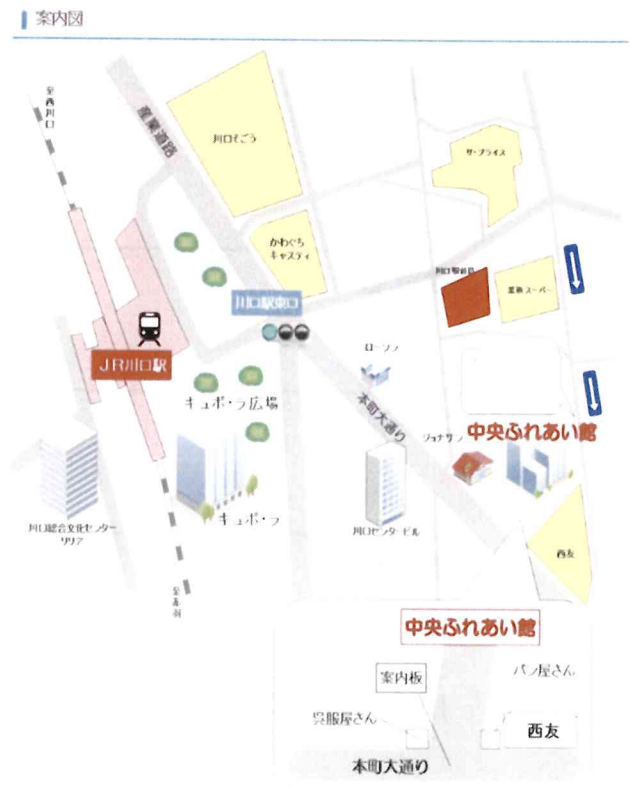 案内図
至西川口
産業道路
川口そごう
サープライス
かわぐち
キャスティ
川口駅前局
業務スーパー
川口駅東口
ローソン
JR川口駅
キュポ・ラ広場
本町大通り
ジョナサン
中央ふれあい館
川口総合文化センター
リリア
キュポ・ラ
川口センタービル
西友
至赤羽
中央ふれあい館
案内板
パン屋さん
呉服屋さん
西友
本町大通り